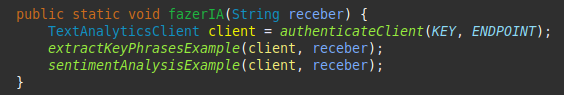 public static void fazerIA(String receber) {
    TextAnalyticsClient client = authenticateClient(KEY, ENDPOINT);
    extractKeyPhrasesExample(client, receber);
    sentimentAnalysisExample(client, receber);
}